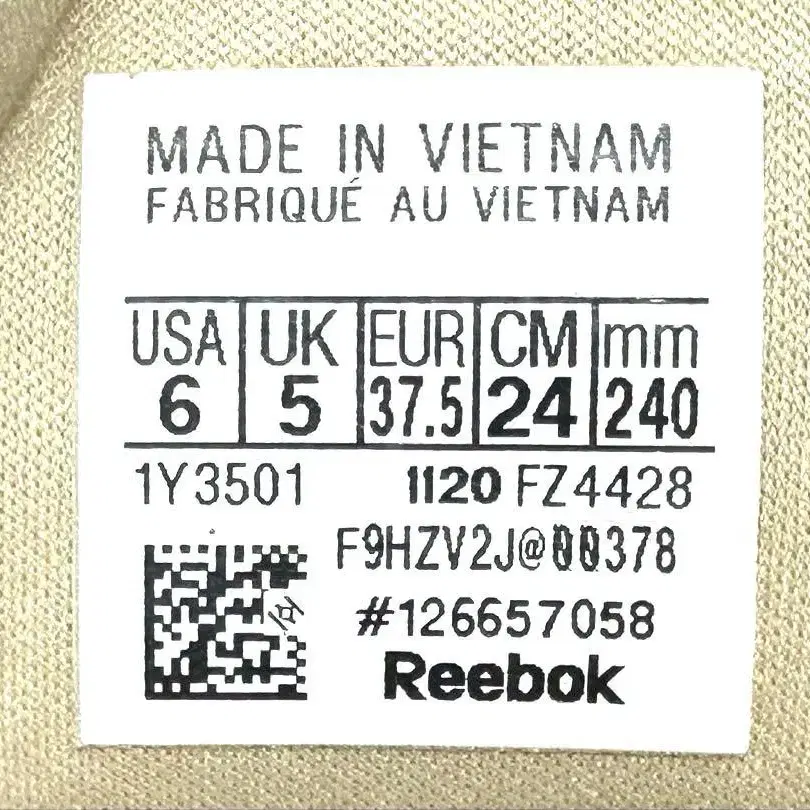 MADE IN VIETNAM
FABRIQUÉ AU VIETNAM
USA UK EUR CM mm
6 5 37.5 24 240
1Y3501 1120 FZ4428
F9HZV2J@00378
#126657058
Reebok